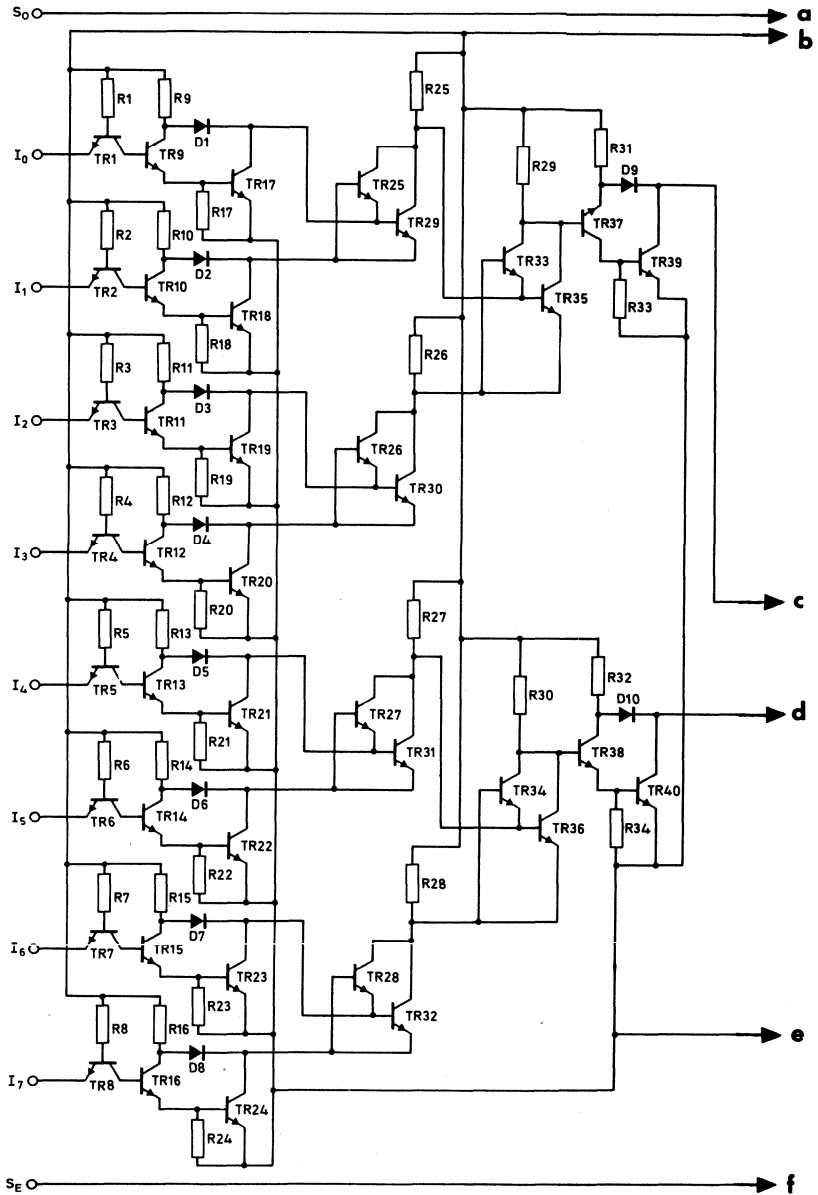 S₀ a
b
R1 R9 R25
D1 R31
R29 D9
I₀ TR1 TR9 TR17 TR25
R17 TR29 TR37
R2 R10
D2 TR33 TR39
I₁ TR2 TR10 TR35
R33
TR18
R18
R26
R3 R11
D3
I₂ TR3 TR11
TR19 TR26
R19 TR30
R4 R12
D4
I₃ TR4 TR12
TR20
R20 c
R5 R13 R27
D5 R32
I₄ TR5 TR13 R30 D10
TR21 TR27 d
R21 TR31 TR38
R6 R14
D6 TR34 TR40
I₅ TR6 TR14 TR36 R34
TR22
R22 R28
R7 R15
D7
I₆ TR7 TR15
TR23 TR28
R23 TR32
R8 R16 e
D8
I₇ TR8 TR16
TR24
R24
Sᴇ f